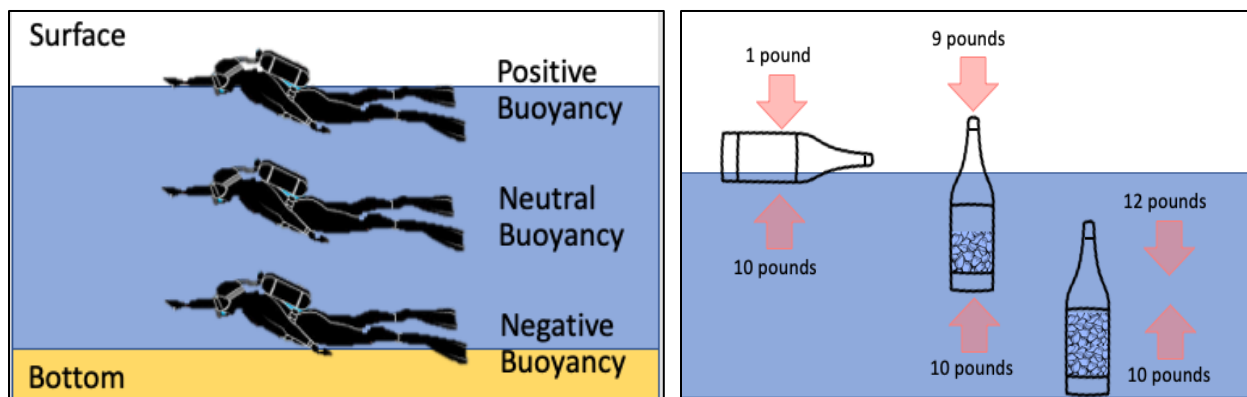 Surface
Positive
Buoyancy
Neutral
Buoyancy
Negative
Buoyancy
Bottom
1 pound
9 pounds
12 pounds
10 pounds
10 pounds
10 pounds